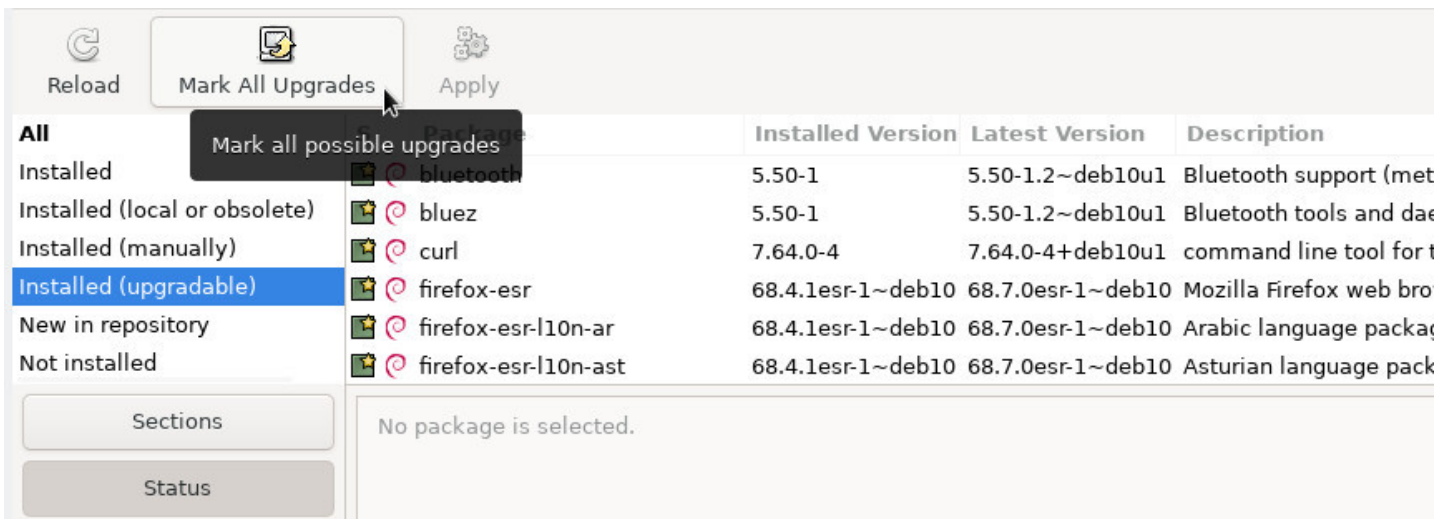 Reload
Mark All Upgrades
Apply
Mark all possible upgrades
All
Installed
Installed (local or obsolete)
Installed (manually)
Installed (upgradable)
New in repository
Not installed
Sections
Status
S Package Installed Version Latest Version Description
bluetooth 5.50-1 5.50-1.2~deb10u1 Bluetooth support (met
bluez 5.50-1 5.50-1.2~deb10u1 Bluetooth tools and dae
curl 7.64.0-4 7.64.0-4+deb10u1 command line tool for t
firefox-esr 68.4.1esr-1~deb10 68.7.0esr-1~deb10 Mozilla Firefox web bro
firefox-esr-l10n-ar 68.4.1esr-1~deb10 68.7.0esr-1~deb10 Arabic language packag
firefox-esr-l10n-ast 68.4.1esr-1~deb10 68.7.0esr-1~deb10 Asturian language pack
No package is selected.